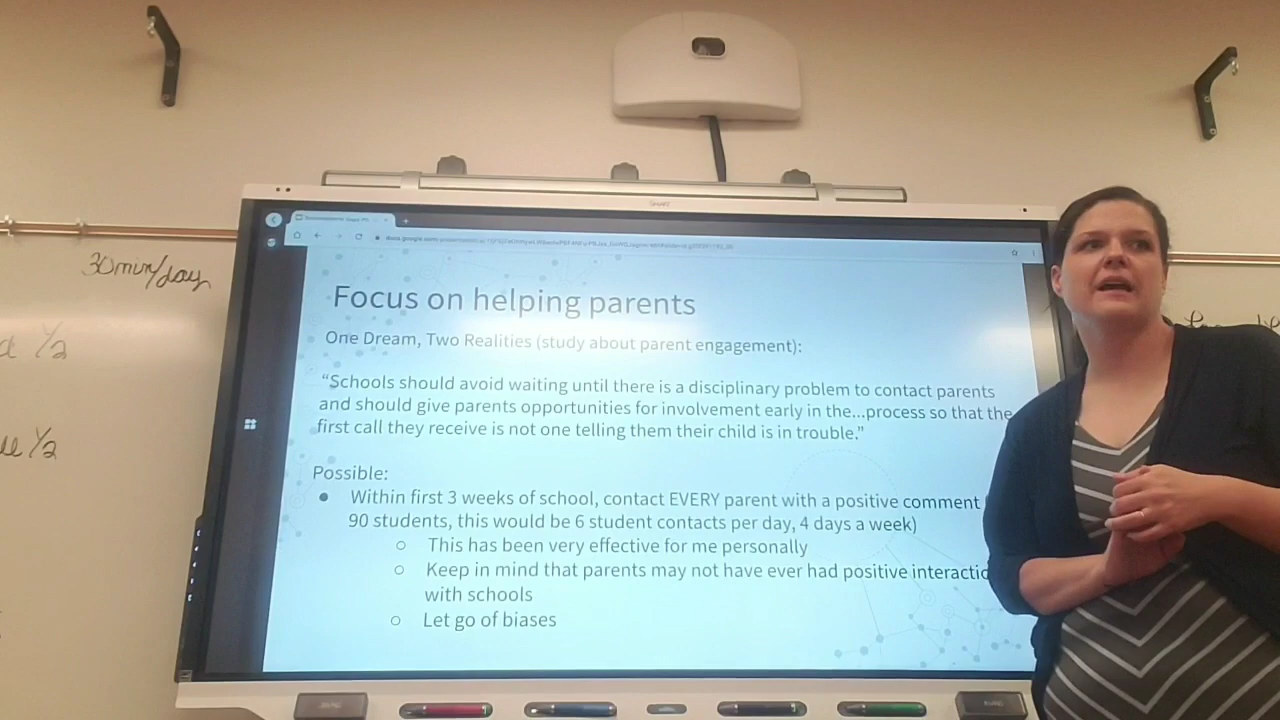 30min/day
1/2
1/2
Focus on helping parents
One Dream, Two Realities (study about parent engagement):
“Schools should avoid waiting until there is a disciplinary problem to contact parents
and should give parents opportunities for involvement early in the...process so that the
first call they receive is not one telling them their child is in trouble.”
Possible:
● Within first 3 weeks of school, contact EVERY parent with a positive comment
90 students, this would be 6 student contacts per day, 4 days a week)
○ This has been very effective for me personally
○ Keep in mind that parents may not have ever had positive
with schools
○ Let go of biases